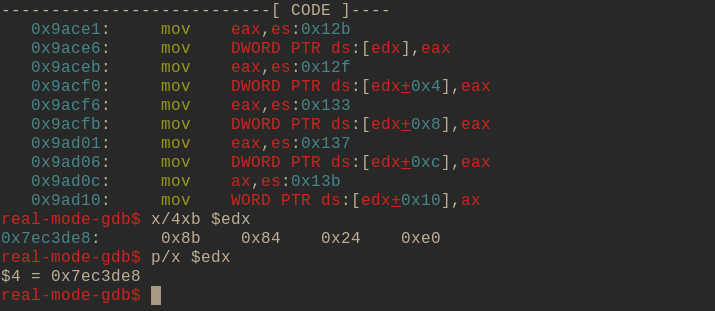 ---------------------------[ CODE ]----
0x9ace1: mov eax,es:0x12b
0x9ace6: mov DWORD PTR ds:[edx],eax
0x9aceb: mov eax,es:0x12f
0x9acf0: mov DWORD PTR ds:[edx+0x4],eax
0x9acf6: mov eax,es:0x133
0x9acfb: mov DWORD PTR ds:[edx+0x8],eax
0x9ad01: mov eax,es:0x137
0x9ad06: mov DWORD PTR ds:[edx+0xc],eax
0x9ad0c: mov ax,es:0x13b
0x9ad10: mov WORD PTR ds:[edx+0x10],ax
real-mode-gdb$ x/4xb $edx
0x7ec3de8: 0x8b 0x84 0x24 0xe0
real-mode-gdb$ p/x $edx
$4 = 0x7ec3de8
real-mode-gdb$